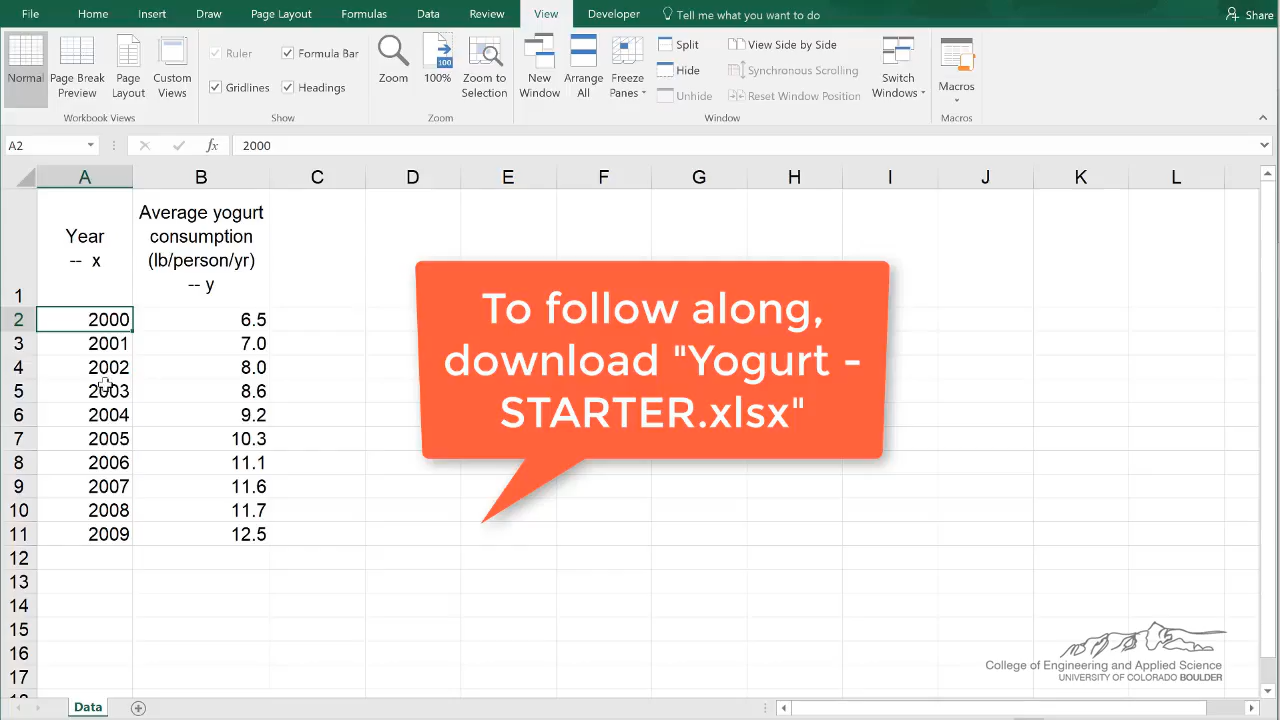 File Home Insert Draw Page Layout Formulas Data Review View Developer Tell me what you want to do Share
Normal Page Break Preview Page Layout Custom Views
Ruler Formula Bar
Gridlines Headings
Zoom 100% Zoom to Selection
New Window Arrange All Freeze Panes
Split
Hide
Unhide
View Side by Side
Synchronous Scrolling
Reset Window Position
Switch Windows
Macros
Workbook Views Show Zoom Window Macros
A2 fx 2000
A B C D E F G H I J K L
1 Year -- x Average yogurt consumption (lb/person/yr) -- y
2 2000 6.5
3 2001 7.0
4 2002 8.0
5 2003 8.6
6 2004 9.2
7 2005 10.3
8 2006 11.1
9 2007 11.6
10 2008 11.7
11 2009 12.5
12
13
14
15
16
17
To follow along,
download "Yogurt -
STARTER.xlsx"
College of Engineering and Applied Science
UNIVERSITY OF COLORADO BOULDER
Data